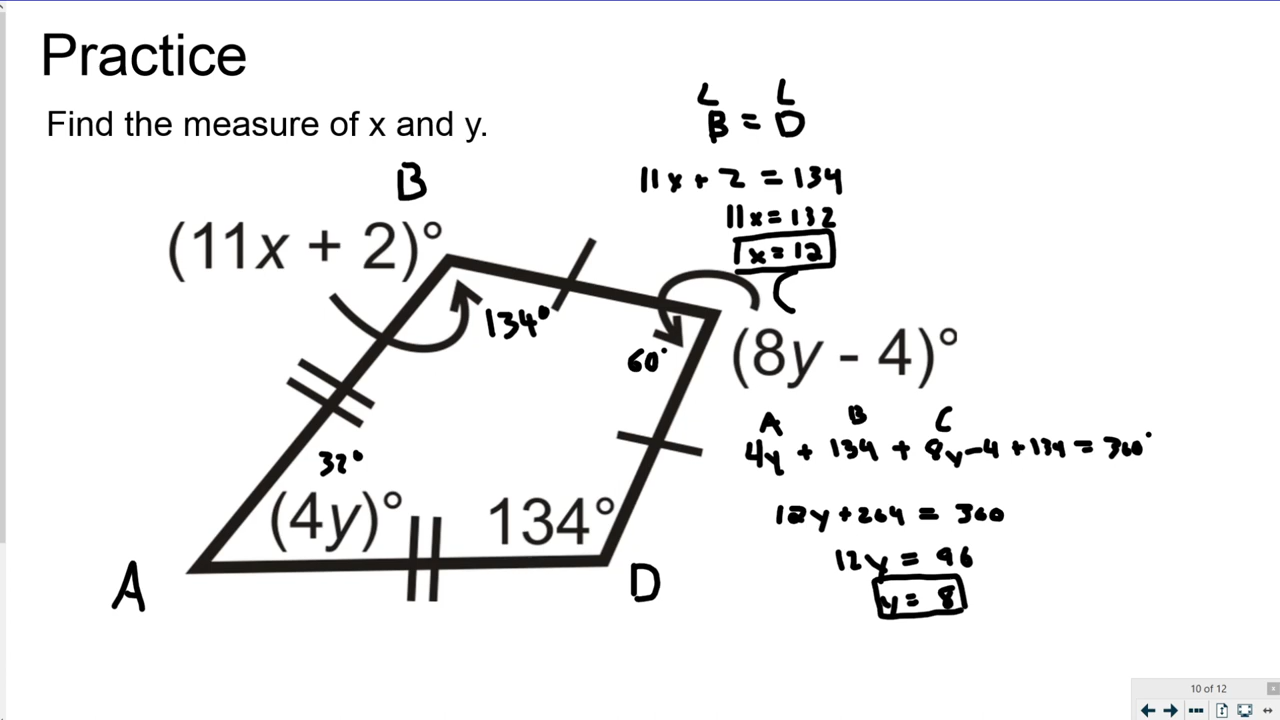 Practice
Find the measure of x and y.
∠B = ∠D
11x + 2 = 134
11x = 132
x = 12
B
(11x + 2)°
134°
60°
(8y - 4)°
C
A B C
4y + 134 + 8y - 4 + 134 = 360°
12y + 264 = 360
12y = 96
y = 8
32°
(4y)°
134°
A
D
10 of 12